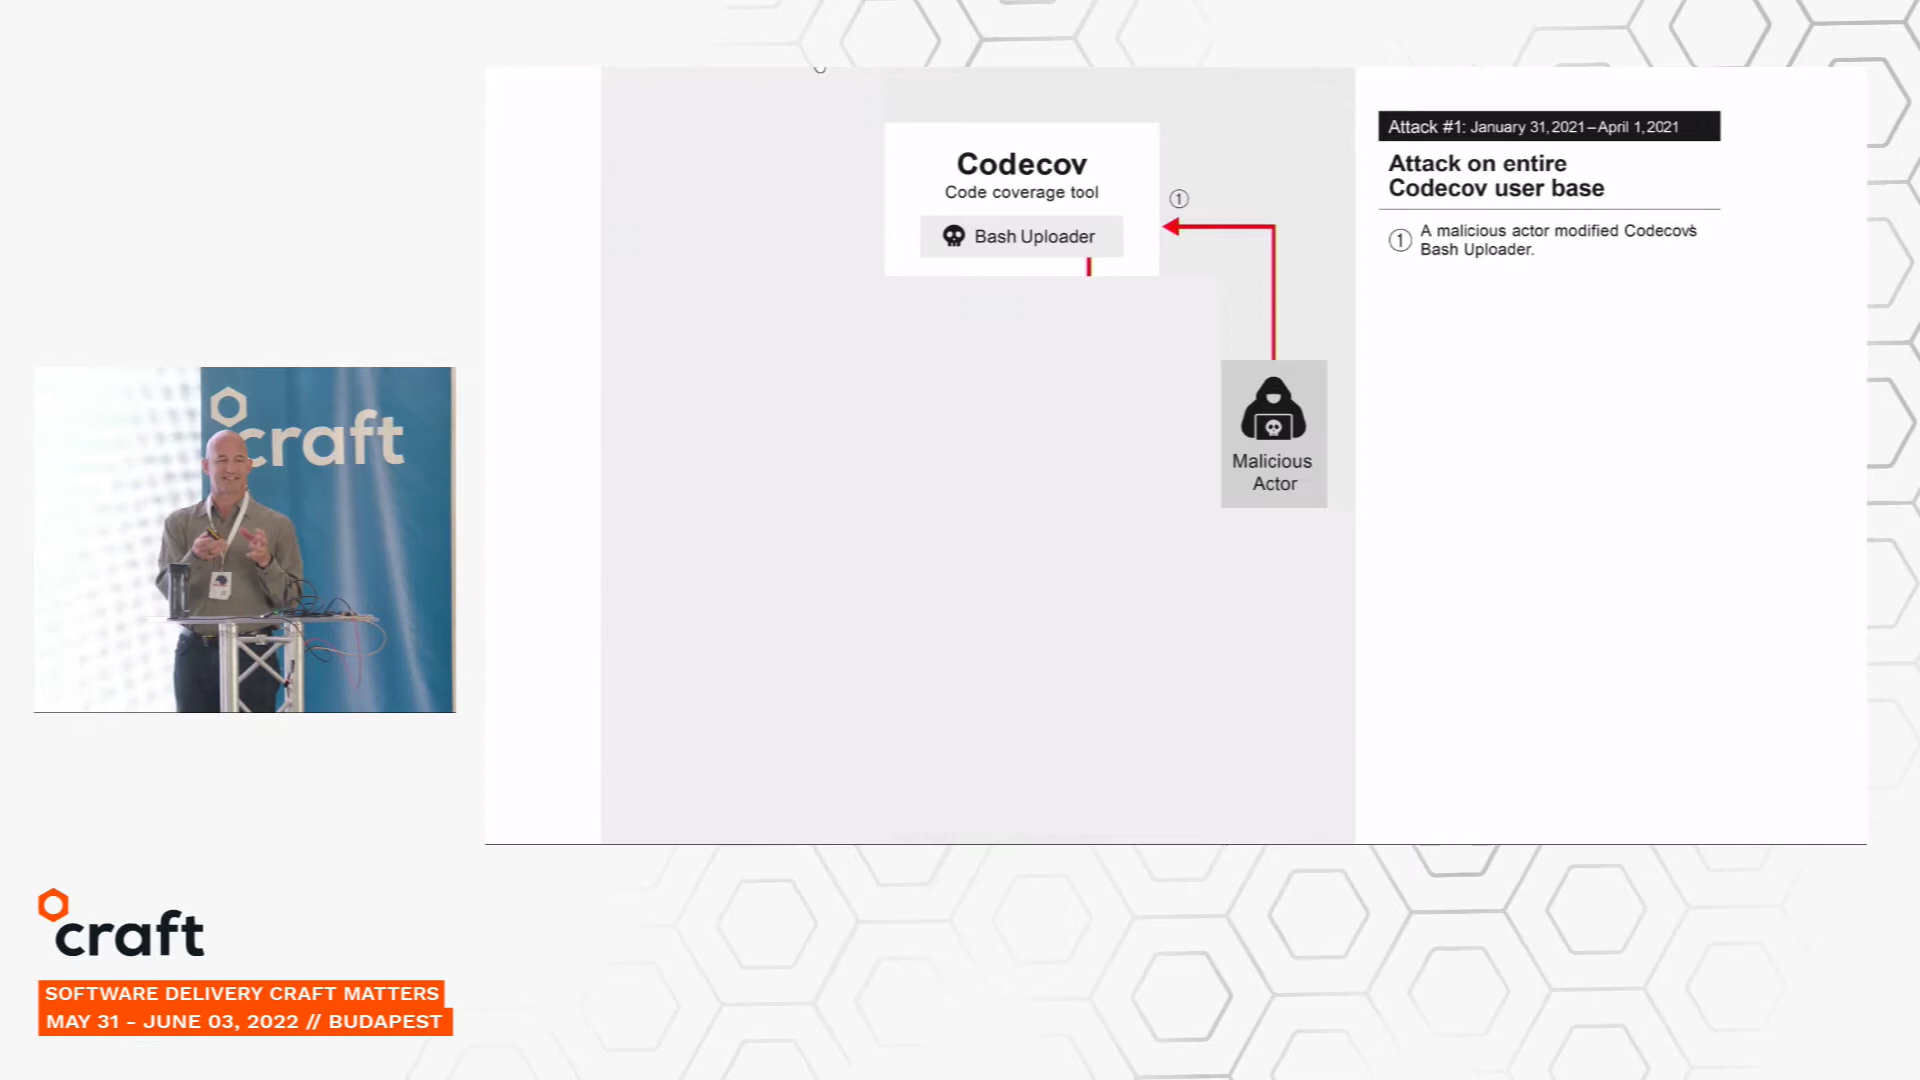 Codecov
Code coverage tool
Bash Uploader
①
Malicious
Actor
Attack #1: January 31, 2021–April 1, 2021
Attack on entire
Codecov user base
① A malicious actor modified Codecov's
Bash Uploader.
craft
craft
SOFTWARE DELIVERY CRAFT MATTERS
MAY 31 - JUNE 03, 2022 // BUDAPEST